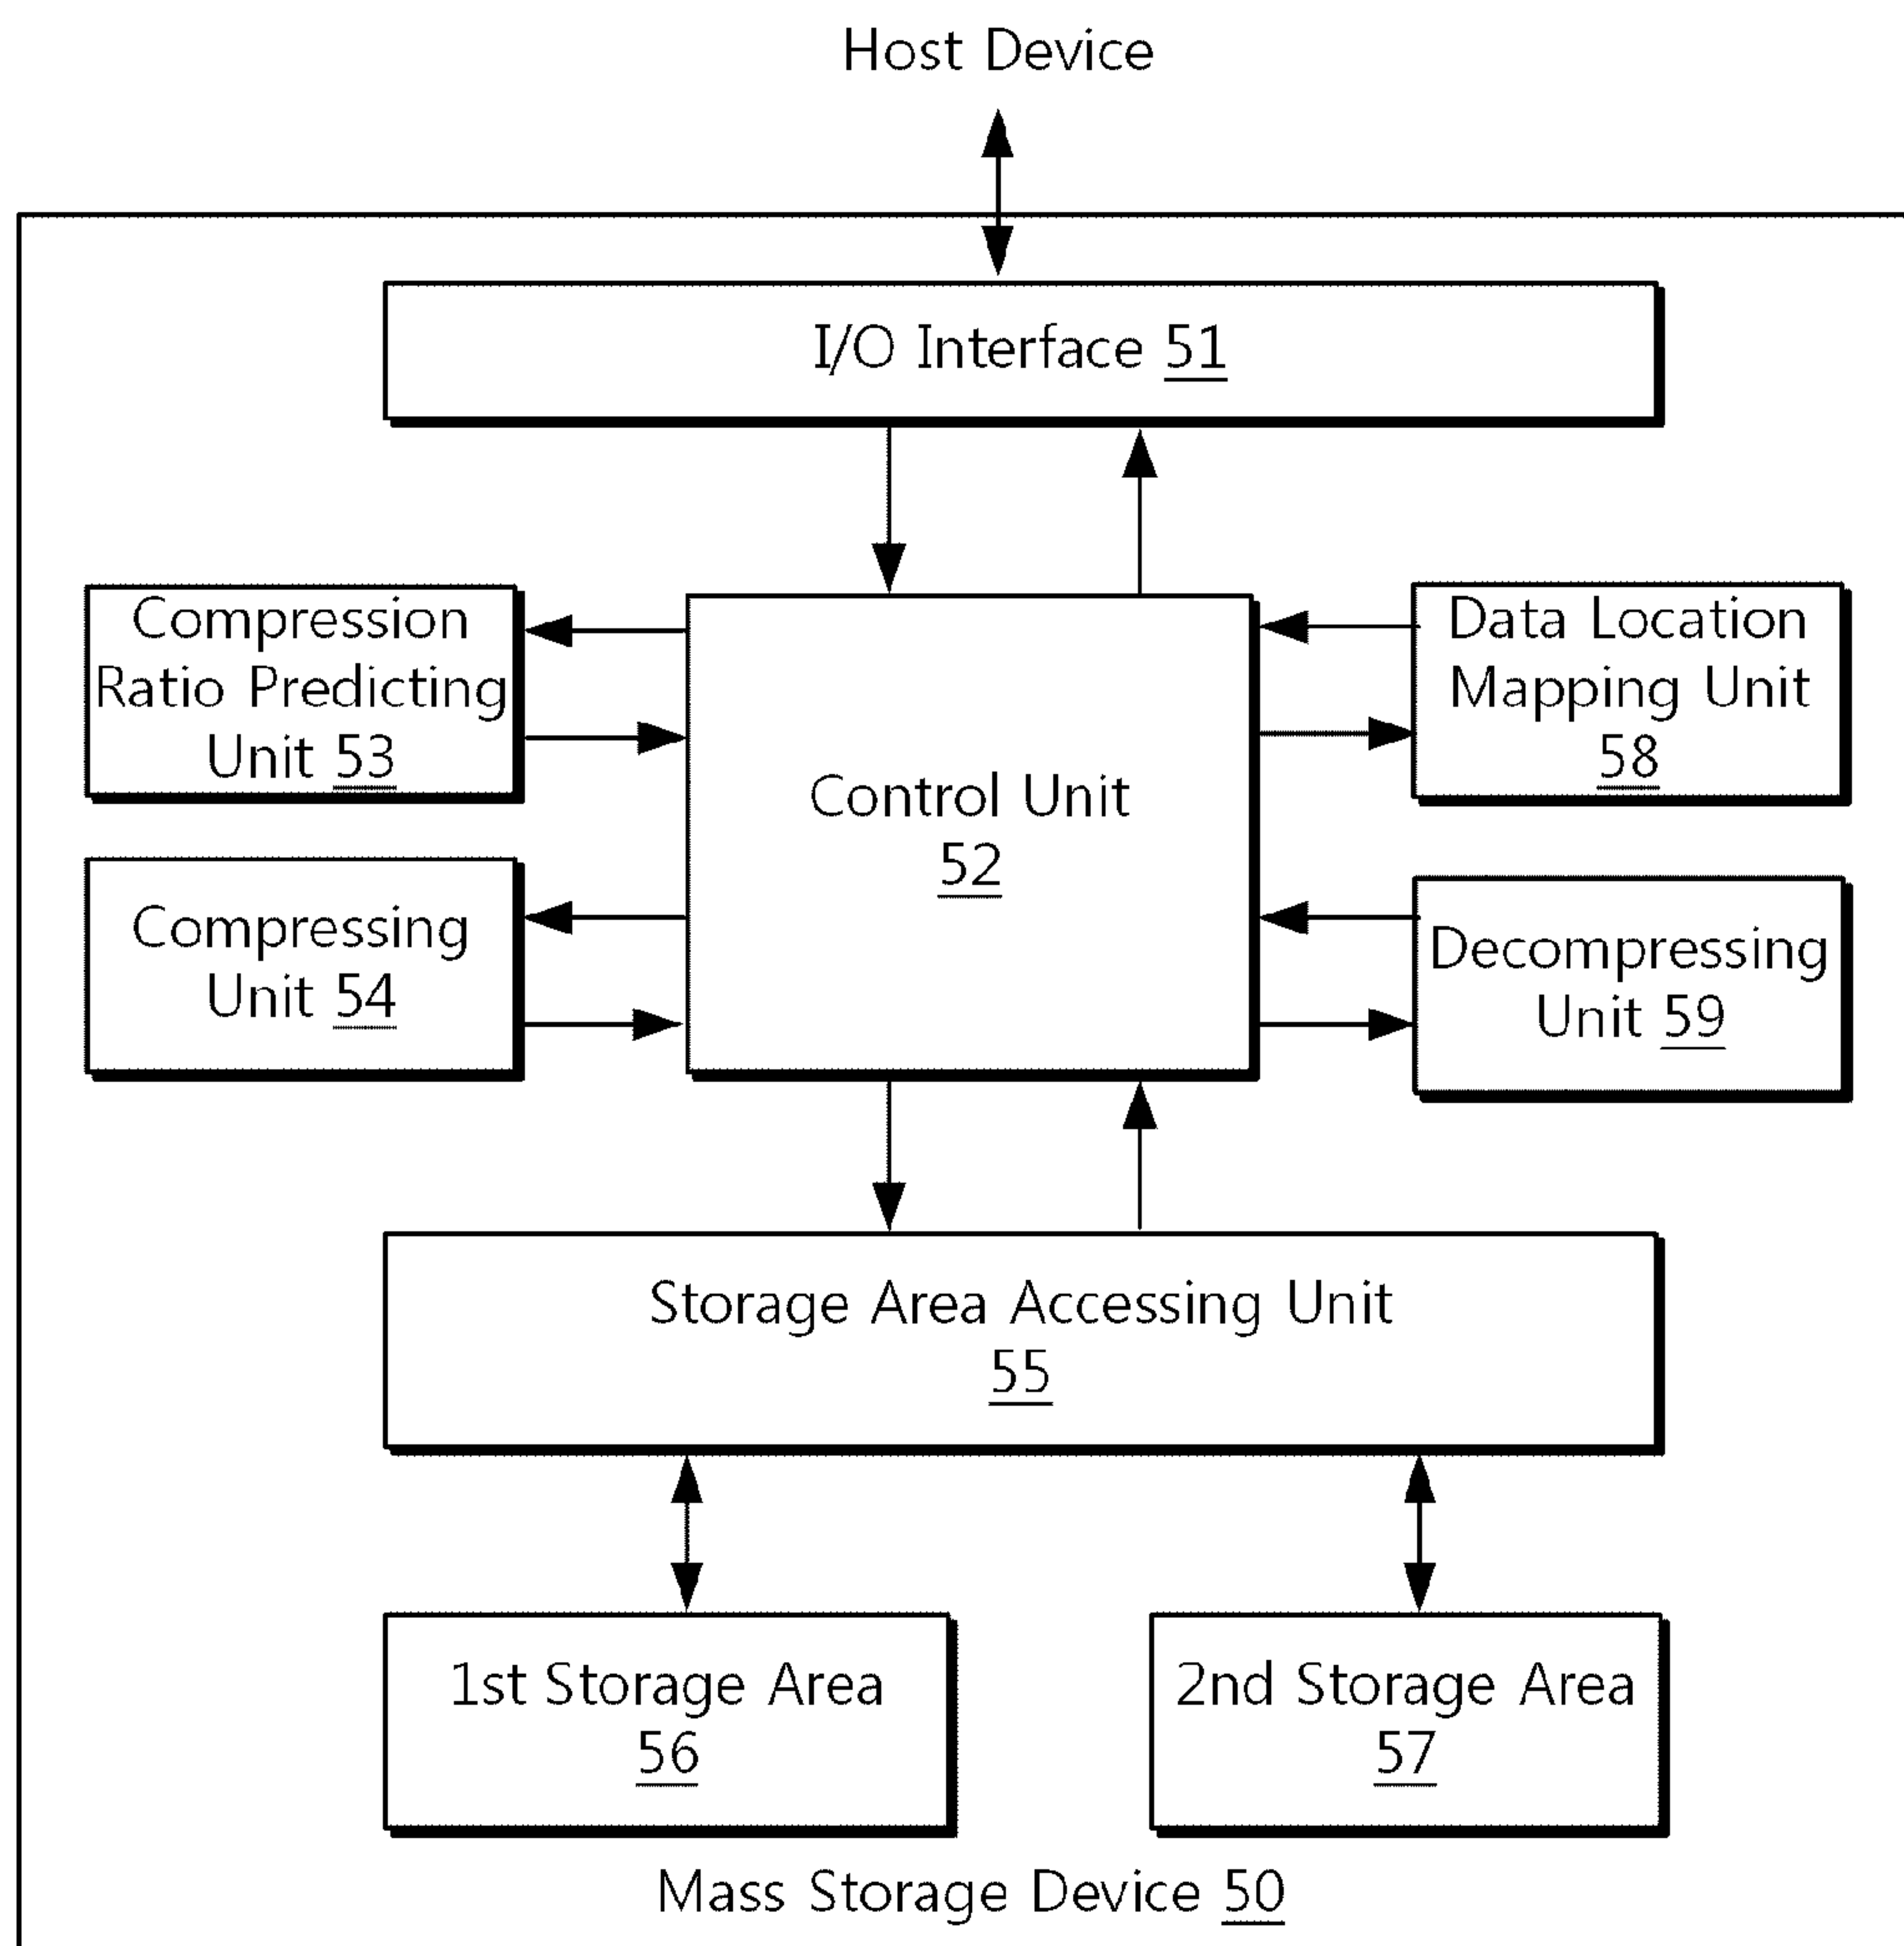 Host Device
I/O Interface 51
Compression
Ratio Predicting
Unit 53
Data Location
Mapping Unit
58
Control Unit
52
Compressing
Unit 54
Decompressing
Unit 59
Storage Area Accessing Unit
55
1st Storage Area
56
2nd Storage Area
57
Mass Storage Device 50